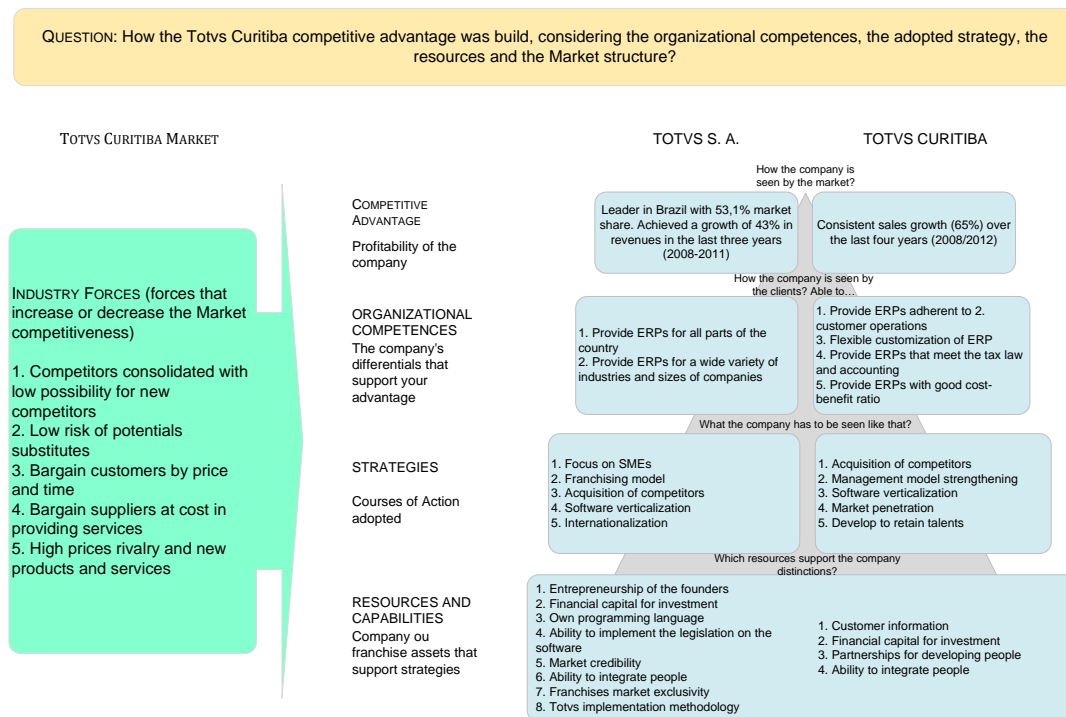 QUESTION: How the Totvs Curitiba competitive advantage was build, considering the organizational competences, the adopted strategy, the
resources and the Market structure?
TOTVS CURITIBA MARKET
TOTVS S. A.
TOTVS CURITIBA
INDUSTRY FORCES (forces that
increase or decrease the Market
competitiveness)
1. Competitors consolidated with
low possibility for new
competitors
2. Low risk of potentials
substitutes
3. Bargain customers by price
and time
4. Bargain suppliers at cost in
providing services
5. High prices rivalry and new
products and services
How the company is
seen by the market?
COMPETITIVE
ADVANTAGE
Profitability of the
company
Leader in Brazil with 53,1% market
share. Achieved a growth of 43% in
revenues in the last three years
(2008-2011)
Consistent sales growth (65%) over
the last four years (2008/2012)
How the company is seen by
the clients? Able to…
ORGANIZATIONAL
COMPETENCES
The company's
differentials that
support your
advantage
1. Provide ERPs for all parts of the
country
2. Provide ERPs for a wide variety of
industries and sizes of companies
1. Provide ERPs adherent to 2.
customer operations
3. Flexible customization of ERP
4. Provide ERPs that meet the tax law
and accounting
5. Provide ERPs with good cost-
benefit ratio
What the company has to be seen like that?
STRATEGIES
Courses of Action
adopted
1. Focus on SMEs
2. Franchising model
3. Acquisition of competitors
4. Software verticalization
5. Internationalization
1. Acquisition of competitors
2. Management model strengthening
3. Software verticalization
4. Market penetration
5. Develop to retain talents
Which resources support the company
distinctions?
RESOURCES AND
CAPABILITIES
Company ou
franchise assets that
support strategies
1. Entrepreneurship of the founders
2. Financial capital for investment
3. Own programming language
4. Ability to implement the legislation on the
software
5. Market credibility
6. Ability to integrate people
7. Franchises market exclusivity
8. Totvs implementation methodology
1. Customer information
2. Financial capital for investment
3. Partnerships for developing people
4. Ability to integrate people